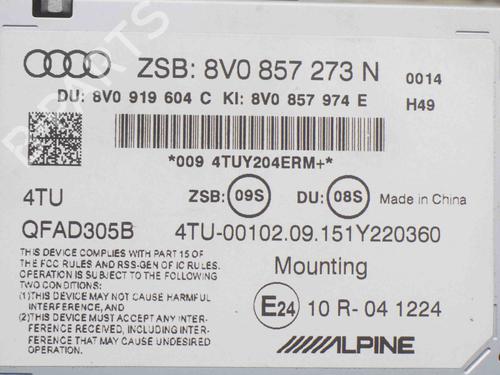 ZSB: 8V0 857 273 N
0014
DU: 8V0 919 604 C KI: 8V0 857 974 E
H49
*009 4TUY204ERM+*
4TU
ZSB: 09S DU: 08S Made in China
QFAD305B
4TU-00102.09.151Y220360
THIS DEVICE COMPLIES WITH PART 15 OF
THE FCC RULES AND RSS-GEN OF IC RULES.
OPERATION IS SUBJECT TO THE FOLLOWING
TWO CONDITIONS:
(1)THIS DEVICE MAY NOT CAUSE HARMFUL
INTERFERENCE, AND
(2)THIS DEVICE MUST ACCEPT ANY INTER-
FERENCE RECEIVED, INCLUDING INTER-
FERENCE THAT MAY CAUSE UNDESIRED
OPERATION.
Mounting
E24 10 R- 04 1224
ALPINE